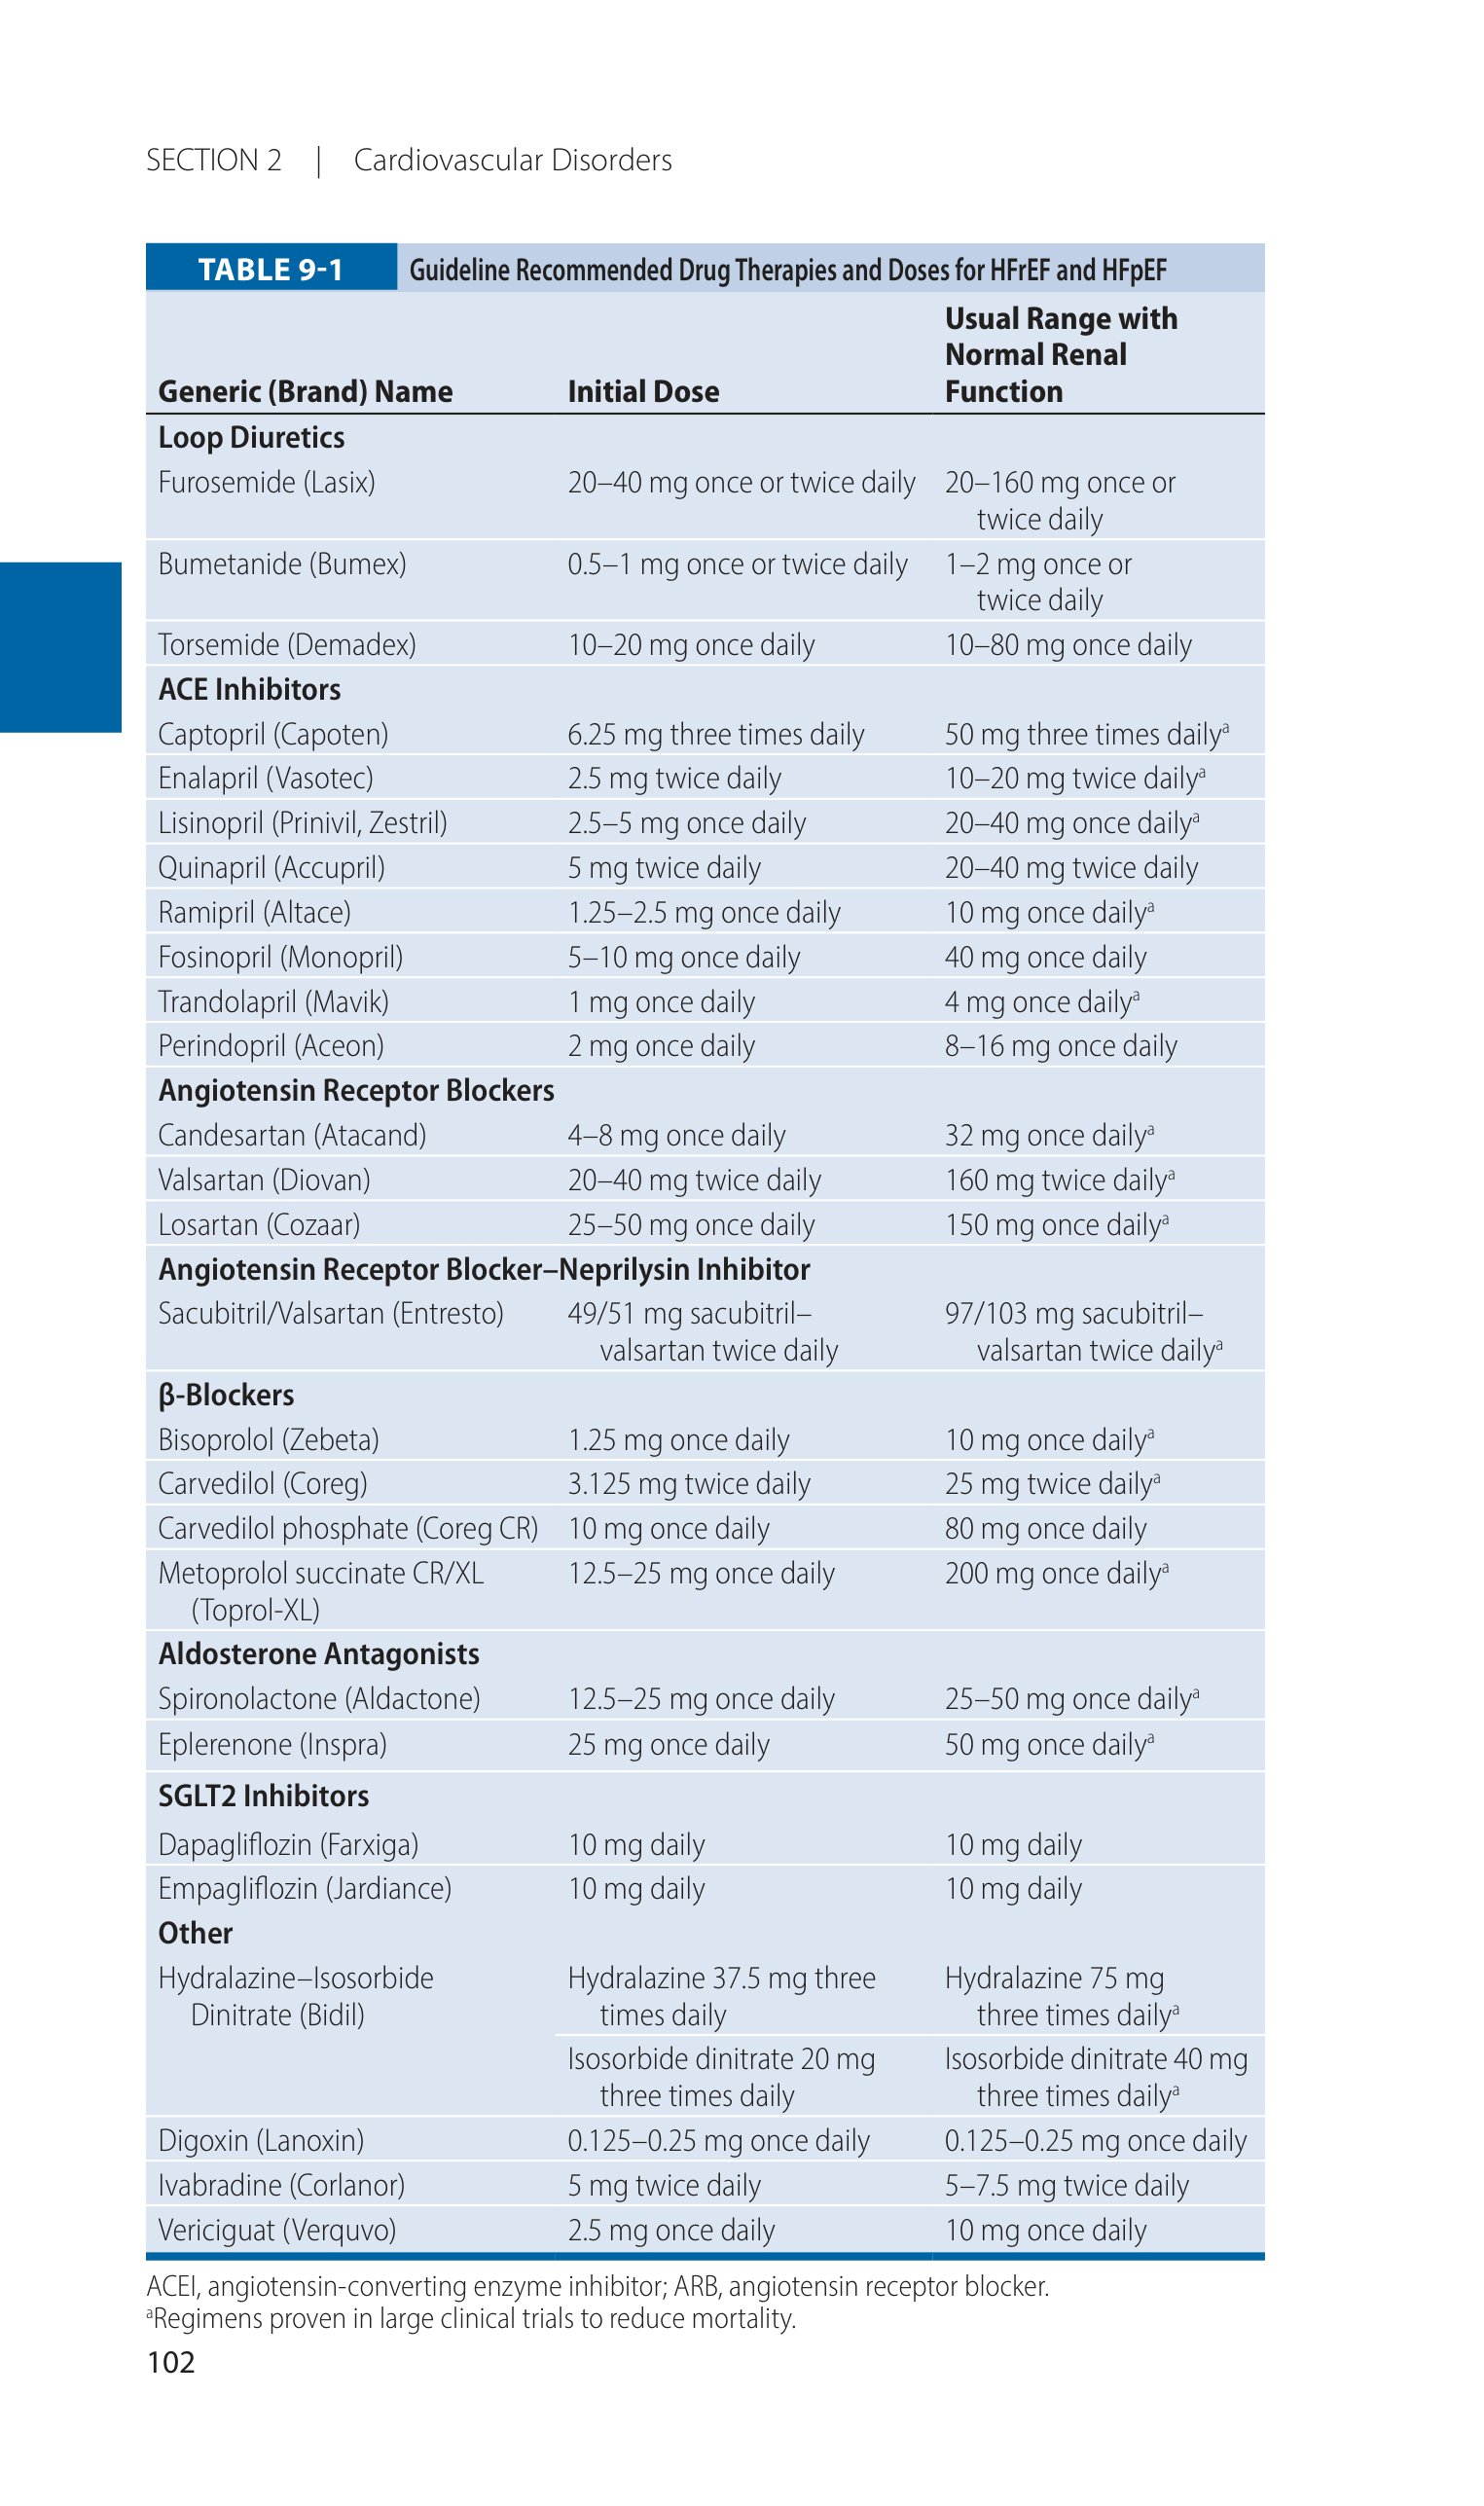 SECTION 2 | Cardiovascular Disorders
TABLE 9-1 Guideline Recommended Drug Therapies and Doses for HFrEF and HFpEF
Usual Range with
Normal Renal
Generic (Brand) Name Initial Dose Function
Loop Diuretics
Furosemide (Lasix) 20–40 mg once or twice daily 20–160 mg once or
twice daily
Bumetanide (Bumex) 0.5–1 mg once or twice daily 1–2 mg once or
twice daily
Torsemide (Demadex) 10–20 mg once daily 10–80 mg once daily
ACE Inhibitors
Captopril (Capoten) 6.25 mg three times daily 50 mg three times dailyᵃ
Enalapril (Vasotec) 2.5 mg twice daily 10–20 mg twice dailyᵃ
Lisinopril (Prinivil, Zestril) 2.5–5 mg once daily 20–40 mg once dailyᵃ
Quinapril (Accupril) 5 mg twice daily 20–40 mg twice daily
Ramipril (Altace) 1.25–2.5 mg once daily 10 mg once dailyᵃ
Fosinopril (Monopril) 5–10 mg once daily 40 mg once daily
Trandolapril (Mavik) 1 mg once daily 4 mg once dailyᵃ
Perindopril (Aceon) 2 mg once daily 8–16 mg once daily
Angiotensin Receptor Blockers
Candesartan (Atacand) 4–8 mg once daily 32 mg once dailyᵃ
Valsartan (Diovan) 20–40 mg twice daily 160 mg twice dailyᵃ
Losartan (Cozaar) 25–50 mg once daily 150 mg once dailyᵃ
Angiotensin Receptor Blocker–Neprilysin Inhibitor
Sacubitril/Valsartan (Entresto) 49/51 mg sacubitril– 97/103 mg sacubitril–
valsartan twice daily valsartan twice dailyᵃ
β-Blockers
Bisoprolol (Zebeta) 1.25 mg once daily 10 mg once dailyᵃ
Carvedilol (Coreg) 3.125 mg twice daily 25 mg twice dailyᵃ
Carvedilol phosphate (Coreg CR) 10 mg once daily 80 mg once daily
Metoprolol succinate CR/XL 12.5–25 mg once daily 200 mg once dailyᵃ
(Toprol-XL)
Aldosterone Antagonists
Spironolactone (Aldactone) 12.5–25 mg once daily 25–50 mg once dailyᵃ
Eplerenone (Inspra) 25 mg once daily 50 mg once dailyᵃ
SGLT2 Inhibitors
Dapagliflozin (Farxiga) 10 mg daily 10 mg daily
Empagliflozin (Jardiance) 10 mg daily 10 mg daily
Other
Hydralazine–Isosorbide Hydralazine 37.5 mg three Hydralazine 75 mg
Dinitrate (Bidil) times daily three times dailyᵃ
Isosorbide dinitrate 20 mg Isosorbide dinitrate 40 mg
three times daily three times dailyᵃ
Digoxin (Lanoxin) 0.125–0.25 mg once daily 0.125–0.25 mg once daily
Ivabradine (Corlanor) 5 mg twice daily 5–7.5 mg twice daily
Vericiguat (Verquvo) 2.5 mg once daily 10 mg once daily
ACEI, angiotensin-converting enzyme inhibitor; ARB, angiotensin receptor blocker.
ᵃRegimens proven in large clinical trials to reduce mortality.
102